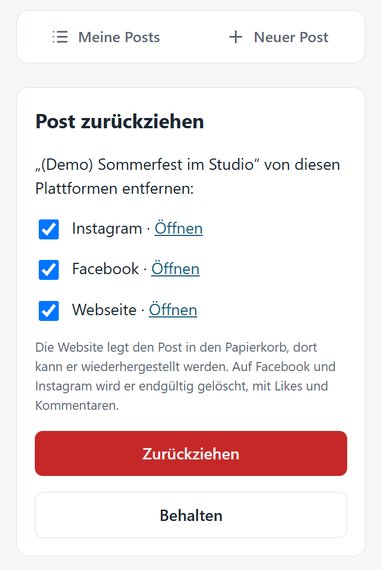 Meine Posts
Neuer Post
Post zurückziehen
„(Demo) Sommerfest im Studio“ von diesen
Plattformen entfernen:
Instagram · Öffnen
Facebook · Öffnen
Webseite · Öffnen
Die Website legt den Post in den Papierkorb, dort
kann er wiederhergestellt werden. Auf Facebook und
Instagram wird er endgültig gelöscht, mit Likes und
Kommentaren.
Zurückziehen
Behalten